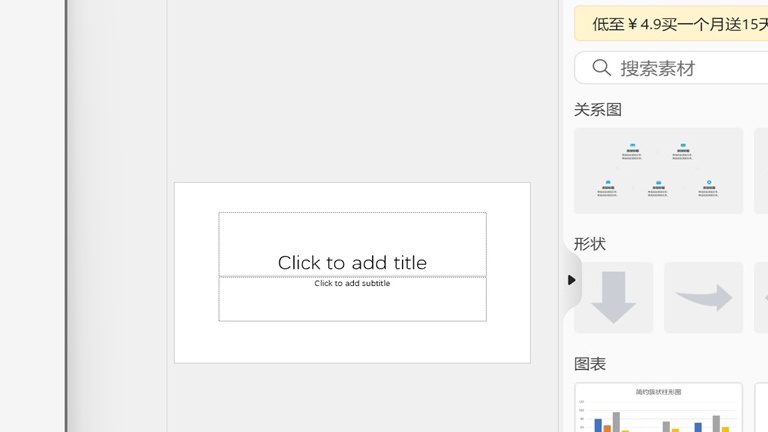 低至￥4.9买一个月送15天
搜索素材
关系图
形状
Click to add title
Click to add subtitle
图表
简约值状柱形图